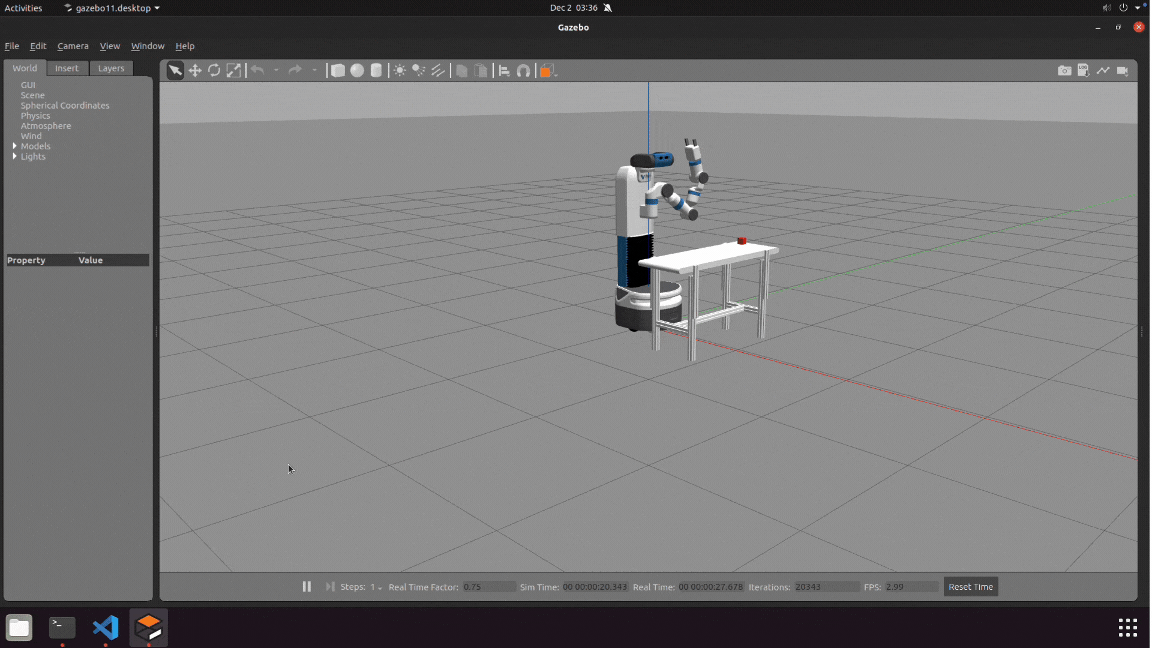 Activities gazebo11.desktop Dec 2 03:36
Gazebo
File Edit Camera View Window Help
World Insert Layers
GUI
Scene
Spherical Coordinates
Physics
Atmosphere
Wind
Models
Lights
Property Value
Steps: 1 Real Time Factor: 0.75 Sim Time: 00 00:00:20.343 Real Time: 00 00:00:27.678 Iterations: 20343 FPS: 2.99 Reset Time